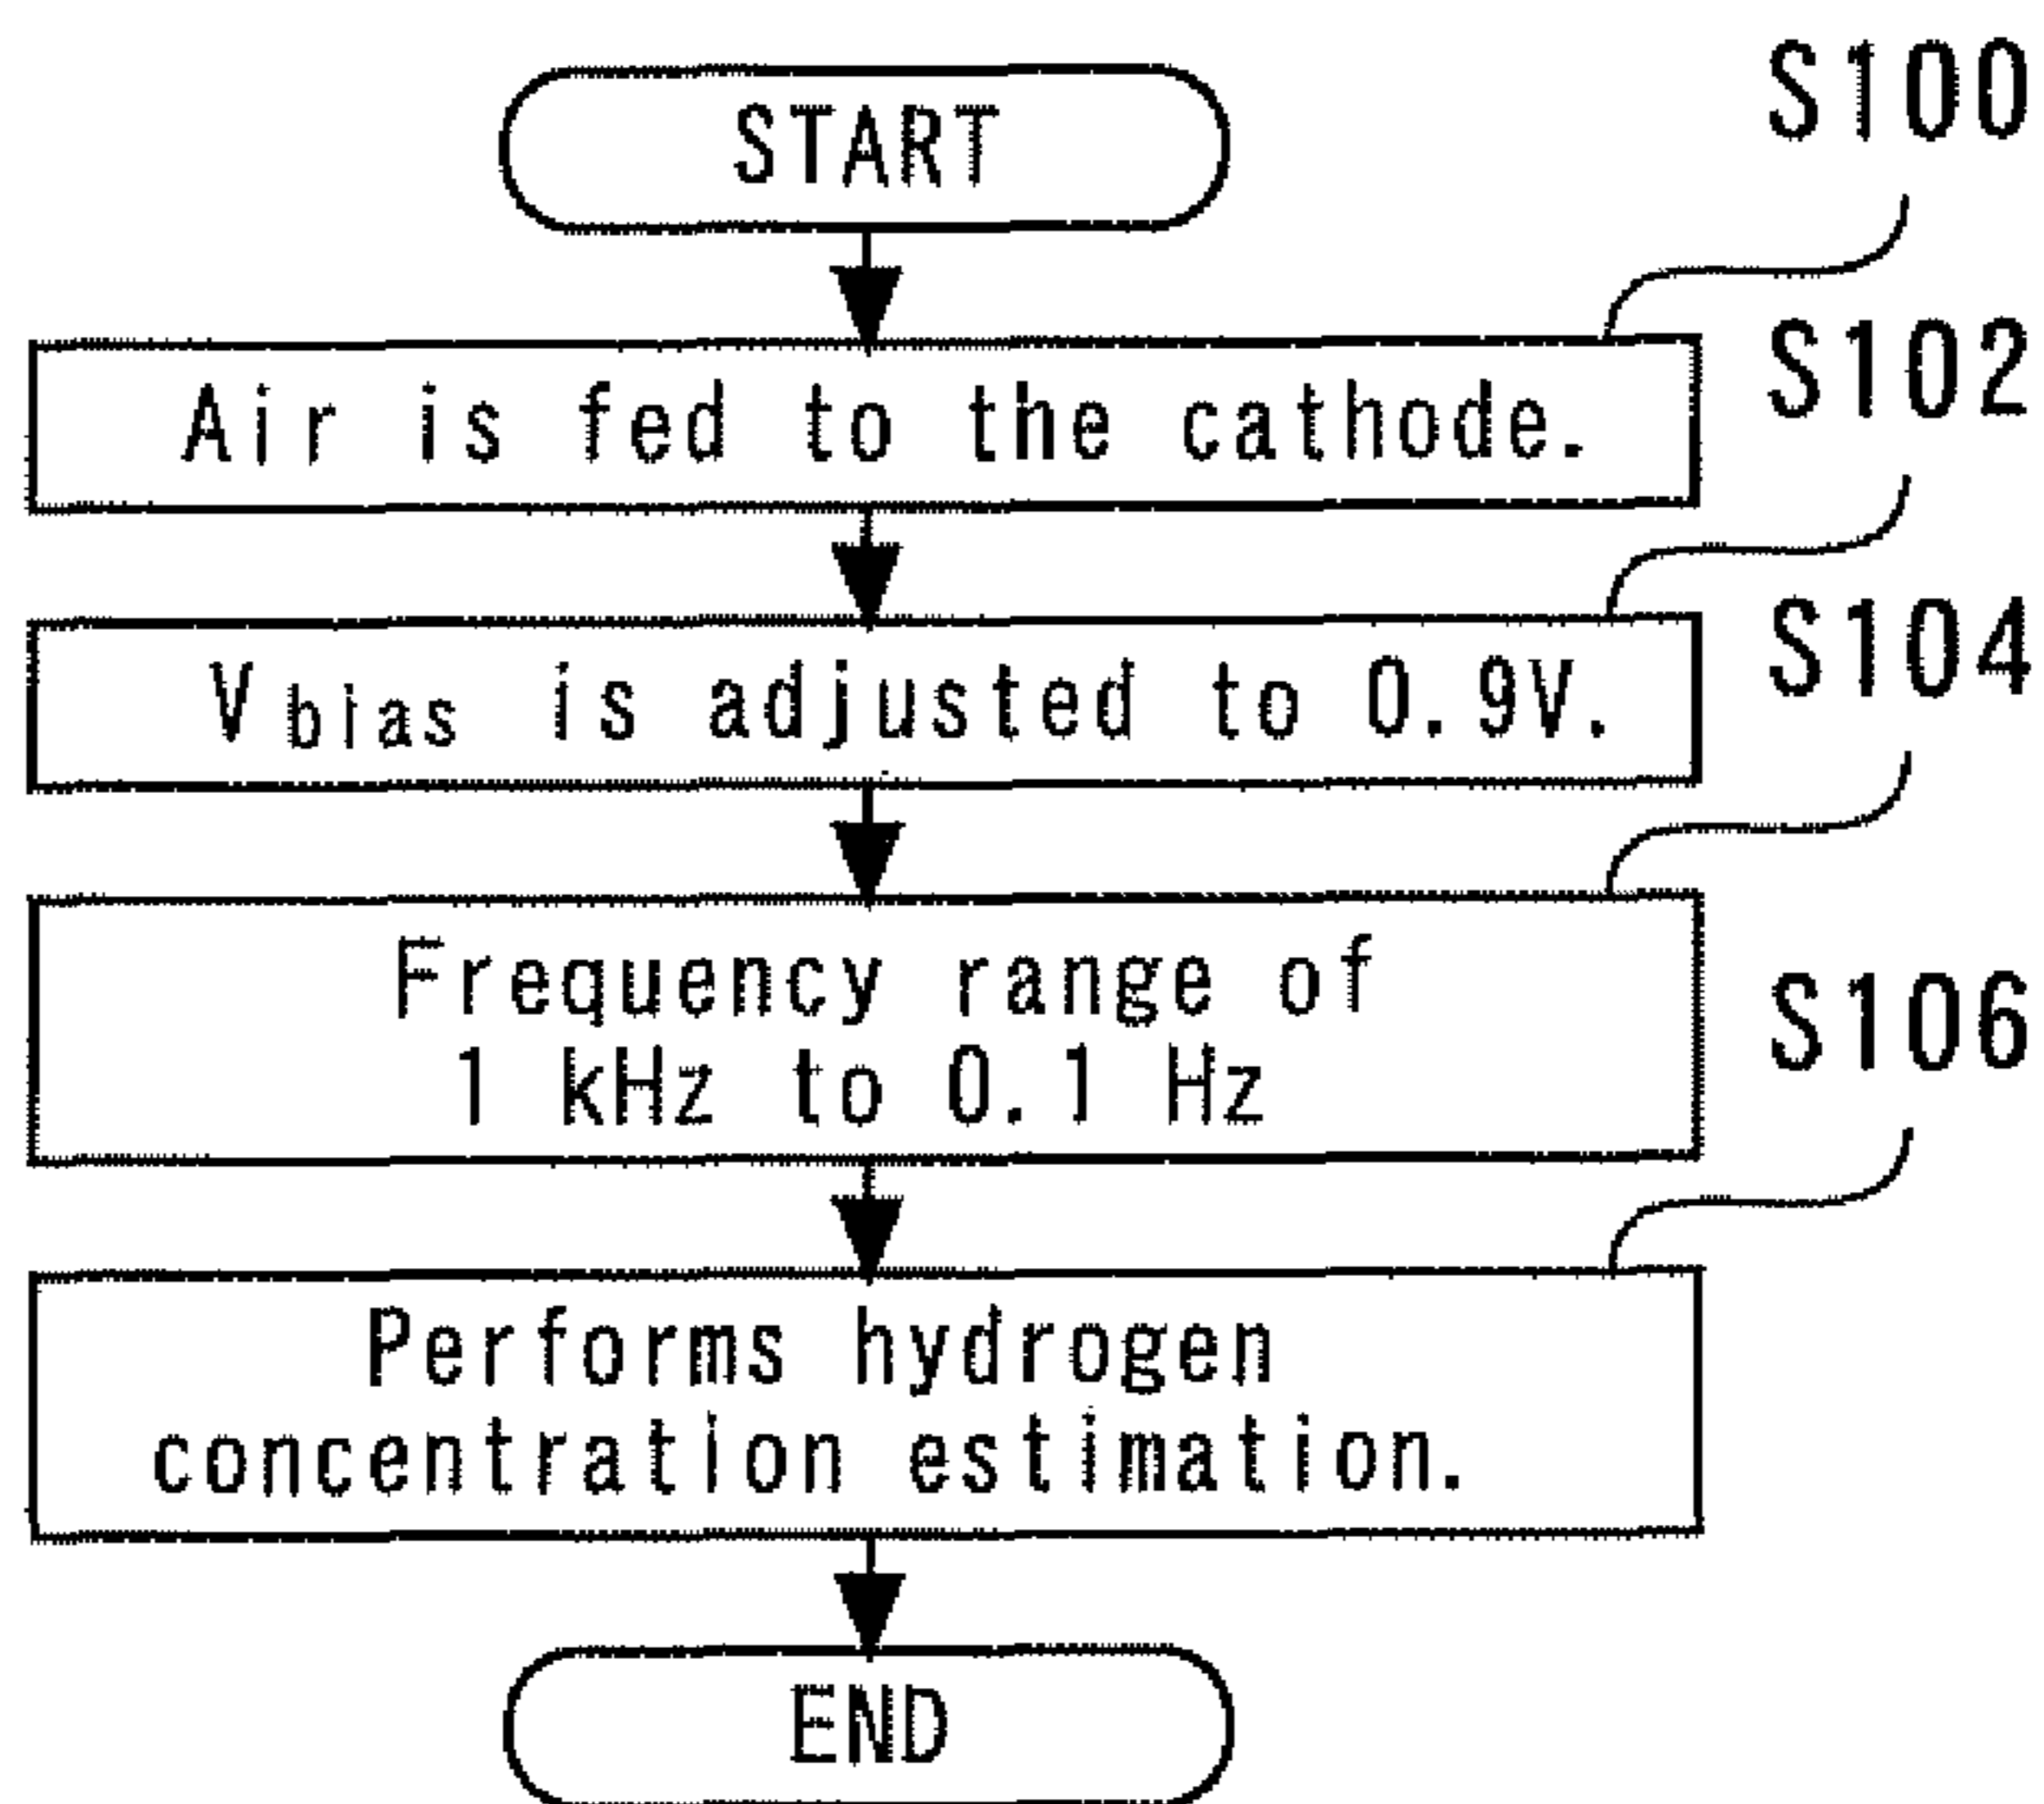 START
S100
Air is fed to the cathode.
S102
Vbias is adjusted to 0.9V.
S104
Frequency range of
1 kHz to 0.1 Hz
S106
Performs hydrogen
concentration estimation.
END